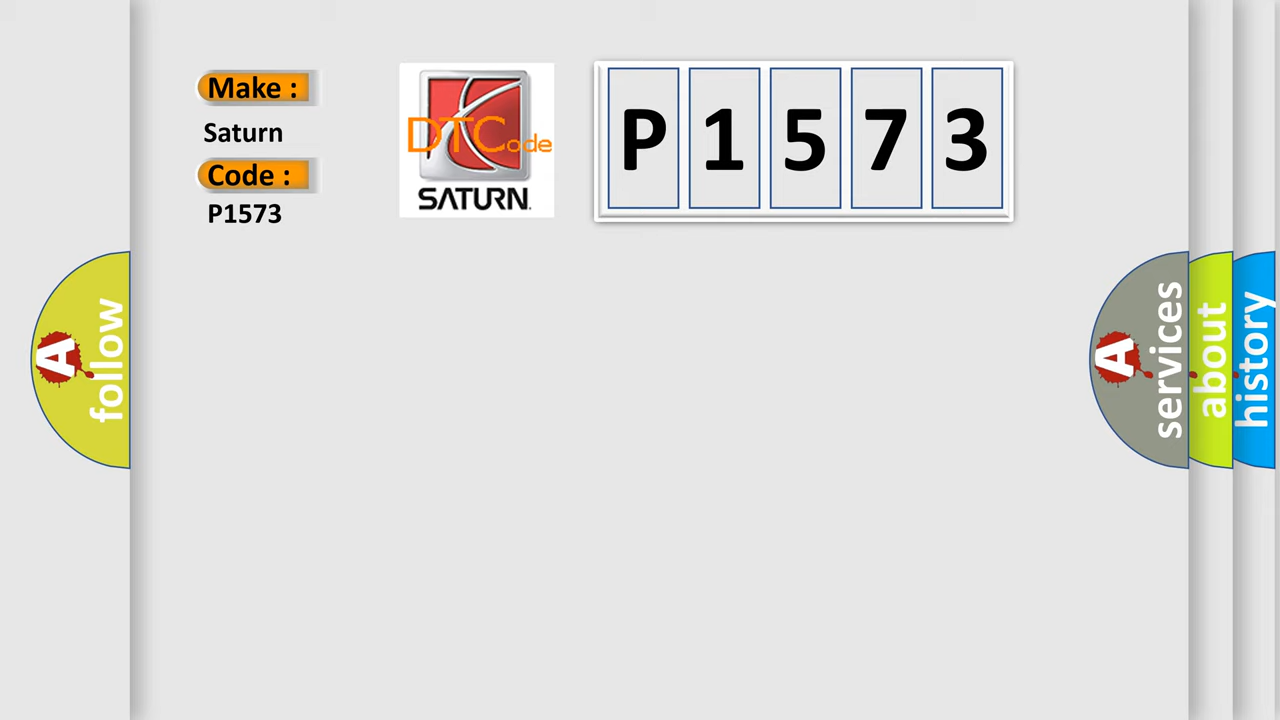 Make :
Saturn
Code :
P1573
DTCode
SATURN
P 1 5 7 3
A follow
A services
about
history